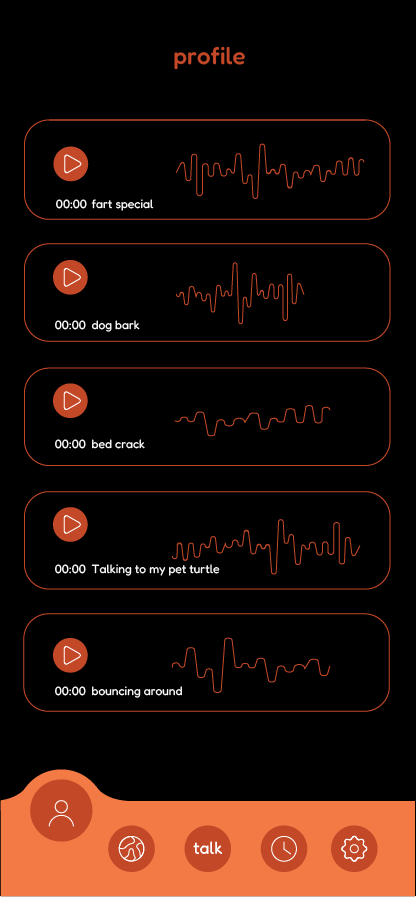 profile
00:00 fart special
00:00 dog bark
00:00 bed crack
00:00 Talking to my pet turtle
00:00 bouncing around
talk